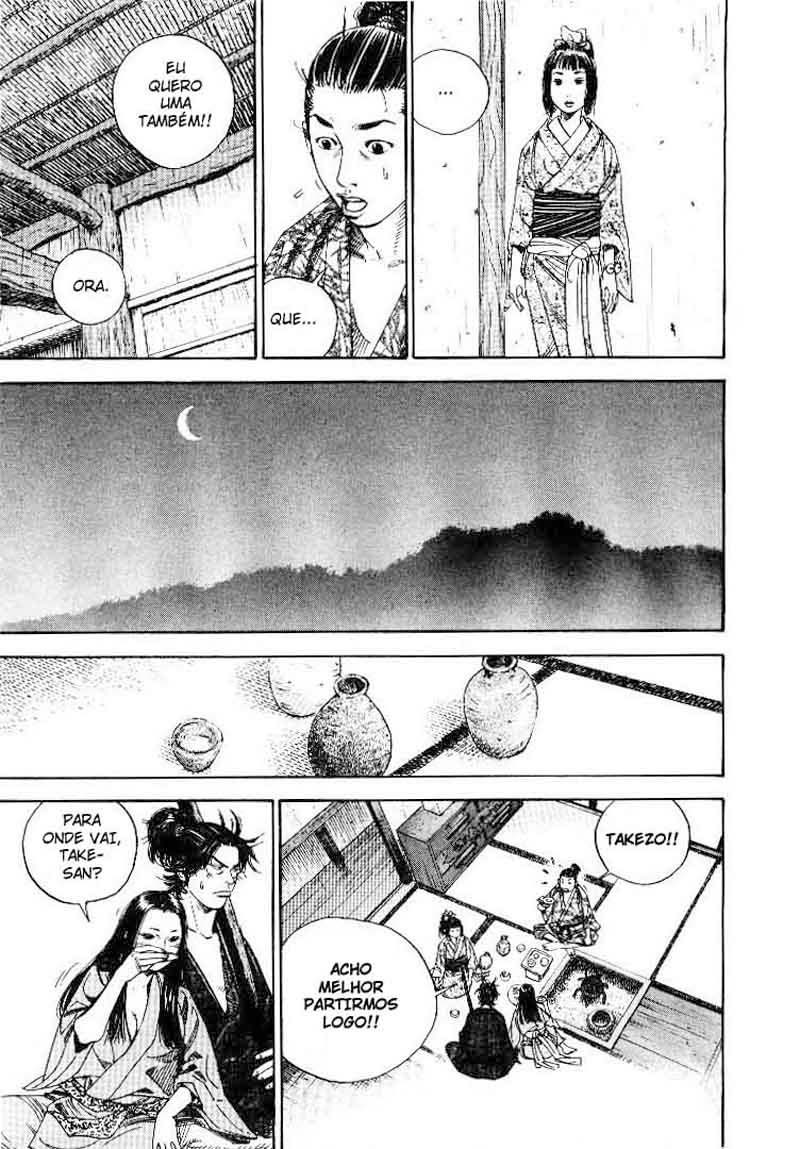 ...
QUE...
EU
QUERO
UMA
TAMBÉM!!
ORA.
TAKEZO!!
ACHO
MELHOR
PARTIRMOS
LOGO!!
PARA
ONDE VAI,
TAKE-
SAN?